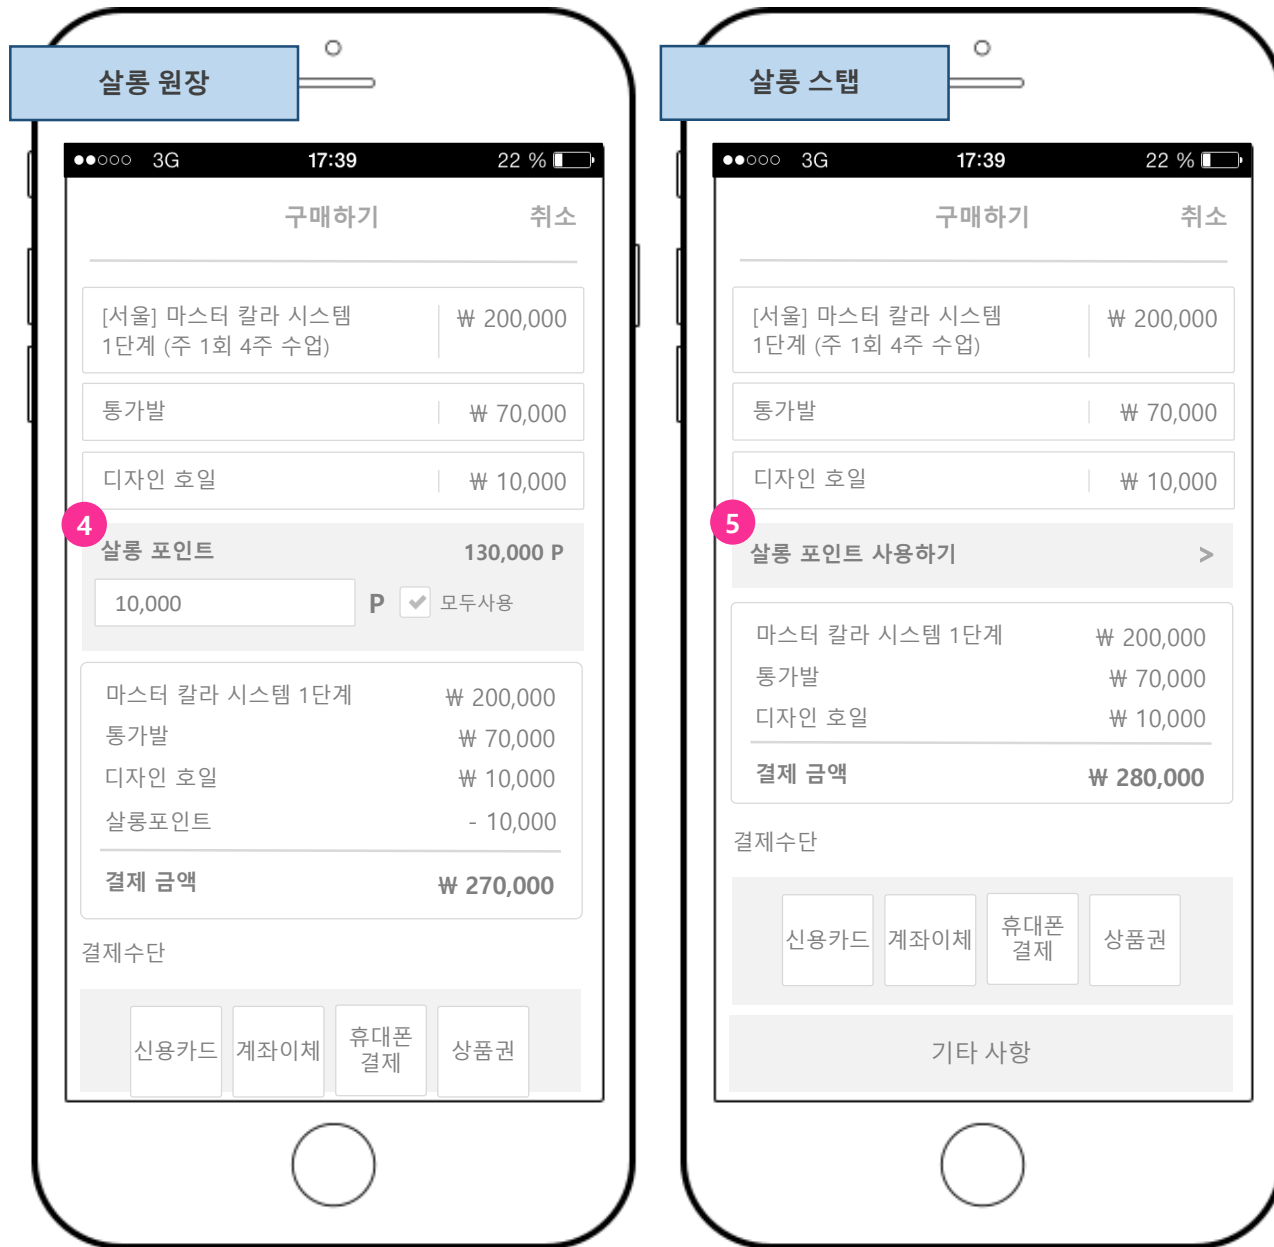 살롱 원장
3G 17:39 22 %
구매하기 취소
[서울] 마스터 칼라 시스템 ₩ 200,000
1단계 (주 1회 4주 수업)
통가발 ₩ 70,000
디자인 호일 ₩ 10,000
4
살롱 포인트 130,000 P
10,000 P 모두사용
마스터 칼라 시스템 1단계 ₩ 200,000
통가발 ₩ 70,000
디자인 호일 ₩ 10,000
살롱포인트 - 10,000
결제 금액 ₩ 270,000
결제수단
신용카드 계좌이체 휴대폰 결제 상품권
살롱 스탭
3G 17:39 22 %
구매하기 취소
[서울] 마스터 칼라 시스템 ₩ 200,000
1단계 (주 1회 4주 수업)
통가발 ₩ 70,000
디자인 호일 ₩ 10,000
5
살롱 포인트 사용하기 >
마스터 칼라 시스템 1단계 ₩ 200,000
통가발 ₩ 70,000
디자인 호일 ₩ 10,000
결제 금액 ₩ 280,000
결제수단
신용카드 계좌이체 휴대폰 결제 상품권
기타 사항